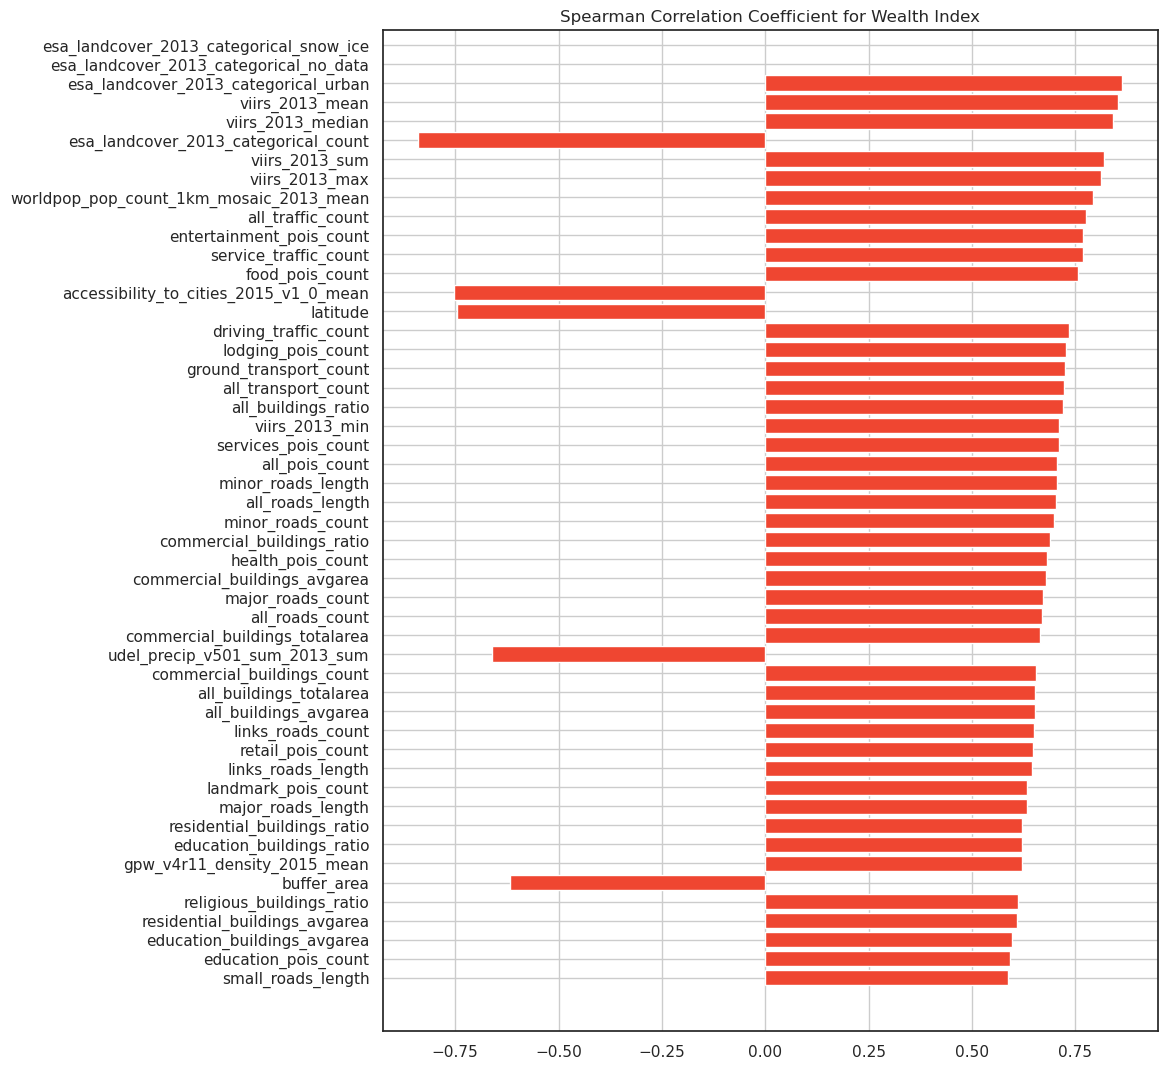 Spearman Correlation Coefficient for Wealth Index
esa_landcover_2013_categorical_snow_ice
esa_landcover_2013_categorical_no_data
esa_landcover_2013_categorical_urban
viirs_2013_mean
viirs_2013_median
esa_landcover_2013_categorical_count
viirs_2013_sum
viirs_2013_max
worldpop_pop_count_1km_mosaic_2013_mean
all_traffic_count
entertainment_pois_count
service_traffic_count
food_pois_count
accessibility_to_cities_2015_v1_0_mean
latitude
driving_traffic_count
lodging_pois_count
ground_transport_count
all_transport_count
all_buildings_ratio
viirs_2013_min
services_pois_count
all_pois_count
minor_roads_length
all_roads_length
minor_roads_count
commercial_buildings_ratio
health_pois_count
commercial_buildings_avgarea
major_roads_count
all_roads_count
commercial_buildings_totalarea
udel_precip_v501_sum_2013_sum
commercial_buildings_count
all_buildings_totalarea
all_buildings_avgarea
links_roads_count
retail_pois_count
links_roads_length
landmark_pois_count
major_roads_length
residential_buildings_ratio
education_buildings_ratio
gpw_v4r11_density_2015_mean
buffer_area
religious_buildings_ratio
residential_buildings_avgarea
education_buildings_avgarea
education_pois_count
small_roads_length
−0.75 −0.50 −0.25 0.00 0.25 0.50 0.75